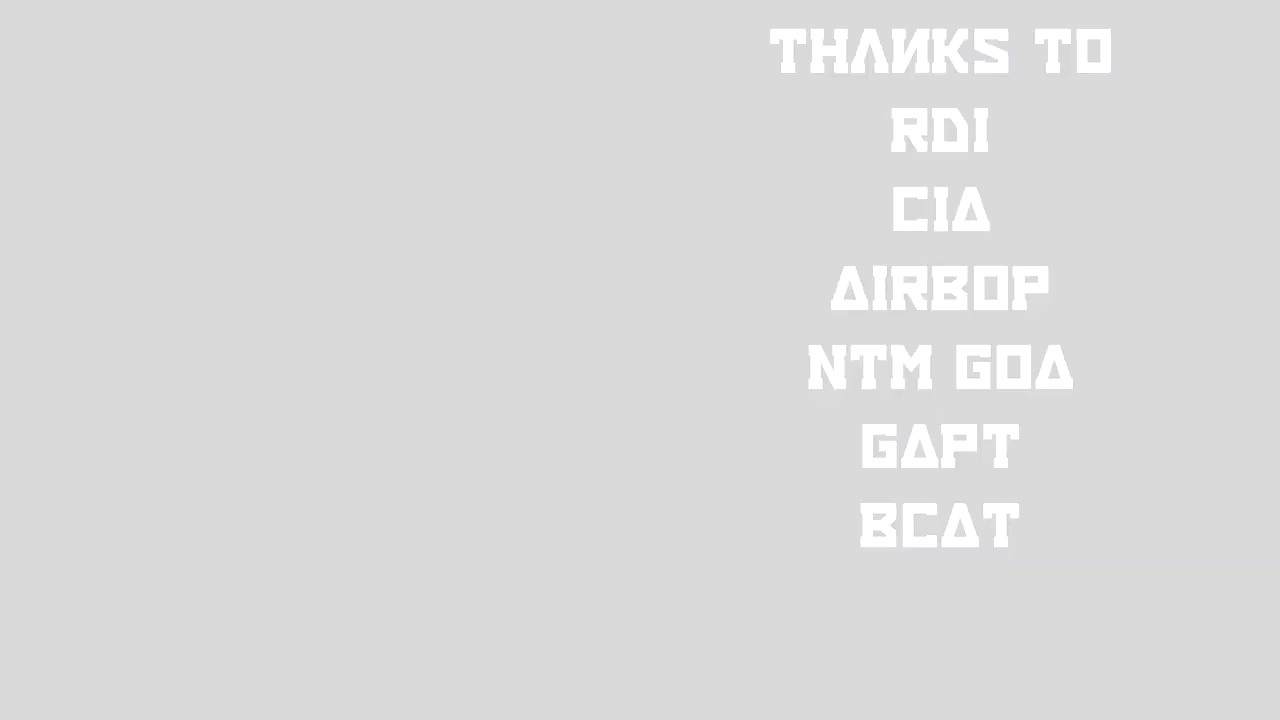 THANKS TO
RDI
CIA
AIRBOP
NTM GOA
GAPT
BCAT